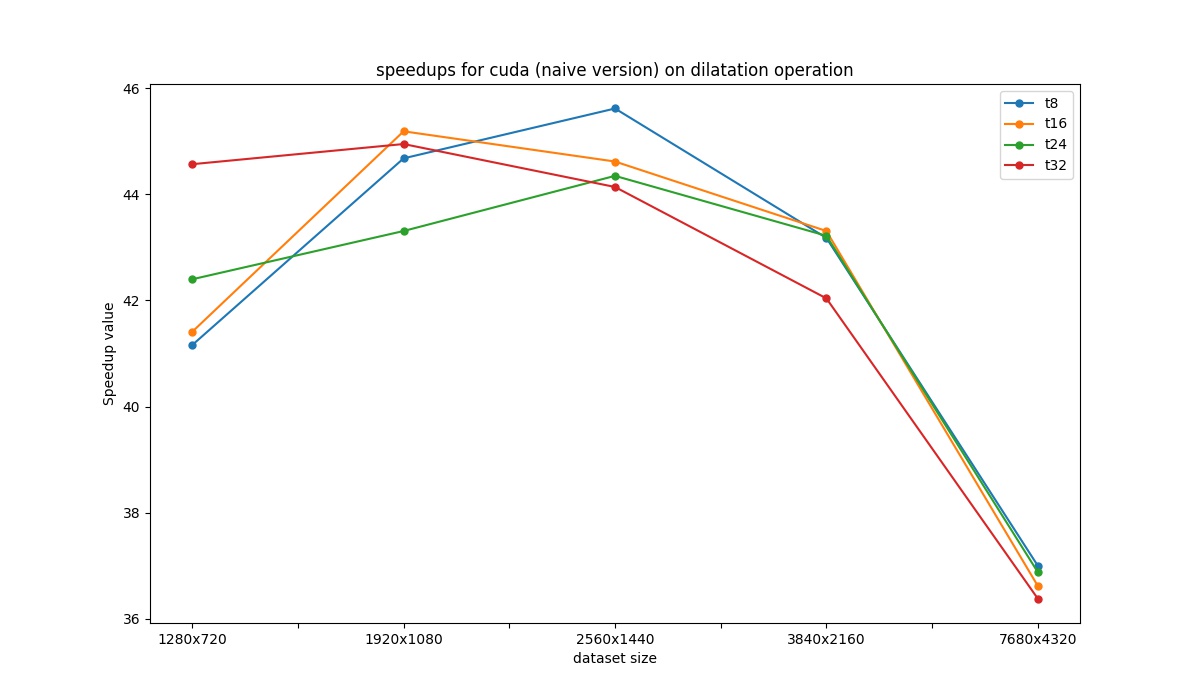 speedups for cuda (naive version) on dilatation operation
t8
t16
t24
t32
Speedup value
46
44
42
40
38
36
1280x720 1920x1080 2560x1440 3840x2160 7680x4320
dataset size